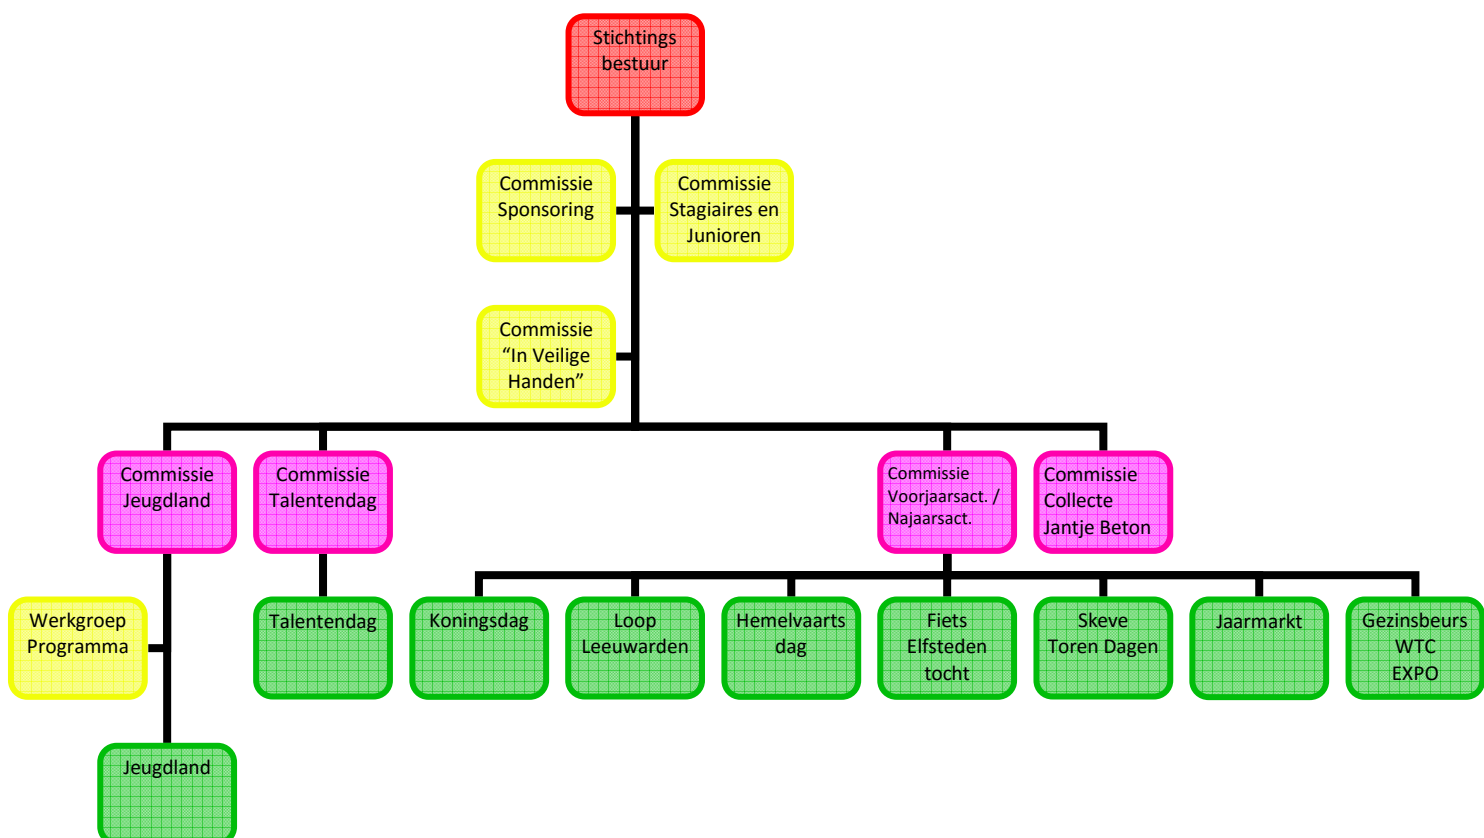 Stichtings
bestuur
Commissie
Sponsoring
Commissie
Stagiaires en
Junioren
Commissie
“In Veilige
Handen”
Commissie
Jeugdland
Commissie
Talentendag
Commissie
Voorjaarsact. /
Najaarsact.
Commissie
Collecte
Jantje Beton
Werkgroep
Programma
Talentendag
Koningsdag
Loop
Leeuwarden
Hemelvaarts
dag
Fiets
Elfsteden
tocht
Skeve
Toren Dagen
Jaarmarkt
Gezinsbeurs
WTC
EXPO
Jeugdland